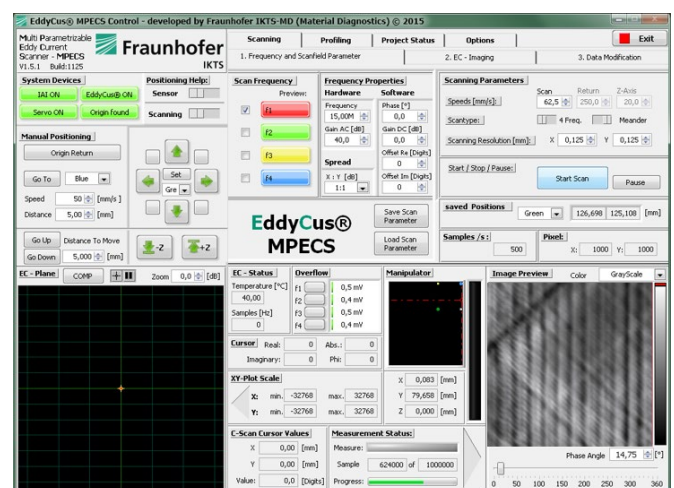 EddyCus® MPECS Control - developed by Fraunhofer IKTS-MD (Material Diagnostics) © 2015
Multi Parametrizable
Eddy Current
Scanner - MPECS
V1.5.1 Build:1125
Fraunhofer
IKTS
Scanning Profiling Project Status Options Exit
1. Frequency and Scanfield Parameter 2. EC - Imaging 3. Data Modification
System Devices
IAI ON EddyCus® ON
Servo ON Origin found
Positioning Help:
Sensor
Scanning
Manual Positioning
Origin Return
Go To Blue
Speed 50 [mm/s]
Distance 5,00 [mm]
Set
Gre
Go Up Distance To Move
Go Down 5,000 [mm]
-Z +Z
Scan Frequency
Preview:
f1
f2
f3
f4
Frequency Properties
Hardware Software
Frequency Phase [°]
15,00M 0,0
Gain AC [dB] Gain DC [dB]
40,0 0,0
Offset Re [Digits]
Spread 0
X : Y [dB] Offset Im [Digits]
1:1 0
EddyCus®
MPECS
Save Scan
Parameter
Load Scan
Parameter
Scanning Parameters
Scan Return Z-Axis
Speeds [mm/s]: 62,5 250,0 20,0
Scantype: 4 Freq. Meander
Scanning Resolution [mm]: X 0,125 Y 0,125
Start / Stop / Pause:
Start Scan Pause
saved Positions Green 126,698 125,108 [mm]
Samples /s: Pixel:
500 X: 1000 Y: 1000
EC - Plane COMP Zoom 0,0 [dB]
EC - Status
Temperature [°C]
40,00
Samples [Hz]
0
Overflow
f1 0,5 mV
f2 0,4 mV
f3 0,5 mV
f4 0,4 mV
Cursor Real: 0 Abs.: 0
Imaginary: 0 Phi: 0
XY-Plot Scale
X: min. -32768 max. 32768
Y: min. -32768 max. 32768
Manipulator
X 0,083 [mm]
Y 79,658 [mm]
Z 0,000 [mm]
C-Scan Cursor Values
X 0,00 [mm]
Y 0,00 [mm]
Value: 0,0 [Digits]
Measurement Status:
Measure:
Sample 624000 of 1000000
Progress:
Image Preview Color GrayScale
Phase Angle 14,75 [°]
0 50 100 150 200 250 300 360